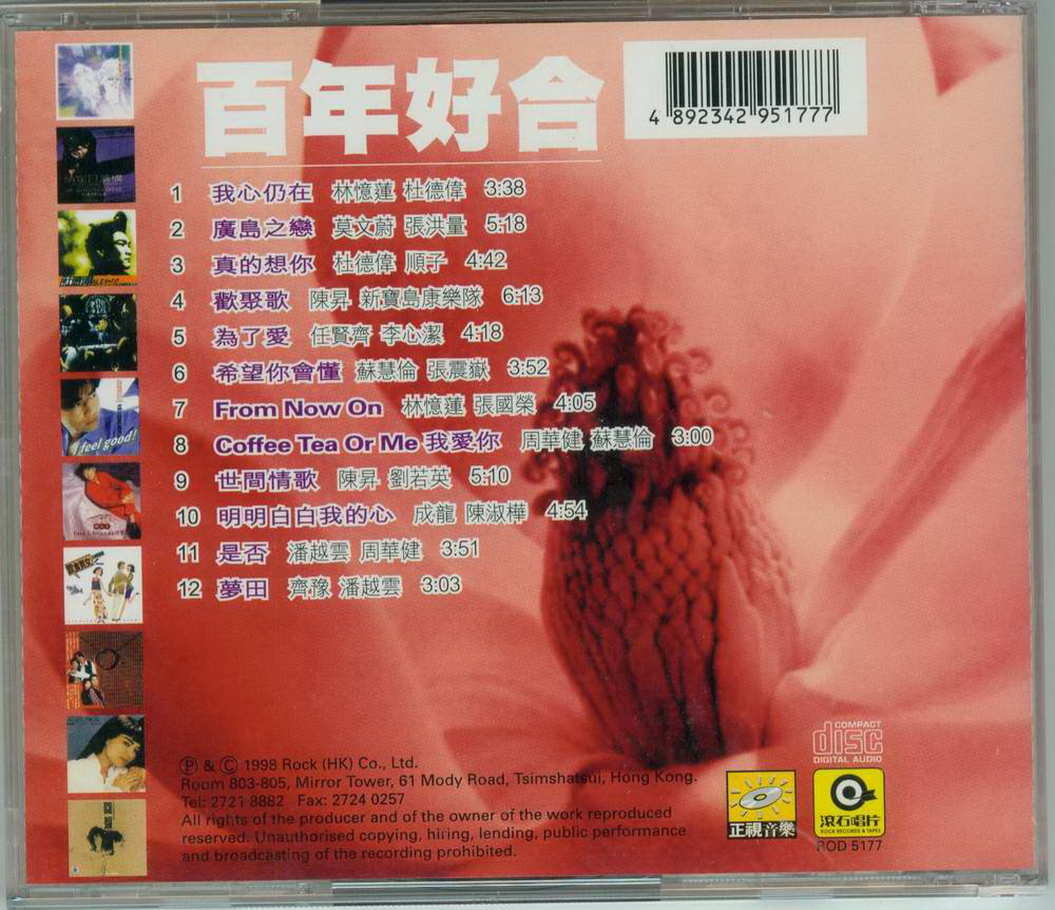 百年好合
4 892342 951777
1 我心仍在 林憶蓮 杜德偉 3:38
2 廣島之戀 莫文蔚 張洪量 5:18
3 真的想你 杜德偉 順子 4:42
4 歡聚歌 陳昇 新寶島康樂隊 6:13
5 為了愛 任賢齊 李心潔 4:18
6 希望你會懂 蘇慧倫 張震嶽 3:52
7 From Now On 林憶蓮 張國榮 4:05
8 Coffee Tea Or Me 我愛你 周華健 蘇慧倫 3:00
9 世間情歌 陳昇 劉若英 5:10
10 明明白白我的心 成龍 陳淑樺 4:54
11 是否 潘越雲 周華健 3:51
12 夢田 齊豫 潘越雲 3:03
feel good!
Ⓟ & Ⓒ 1998 Rock (HK) Co., Ltd.
Room 803-805, Mirror Tower, 61 Mody Road, Tsimshatsui, Hong Kong.
Tel: 2721 8882 Fax: 2724 0257
All rights of the producer and of the owner of the work reproduced
reserved. Unauthorised copying, hiring, lending, public performance
and broadcasting of the recording prohibited.
COMPACT
disc
DIGITAL AUDIO
正視音樂
滾石唱片
ROCK RECORDS & TAPES
ROD 5177